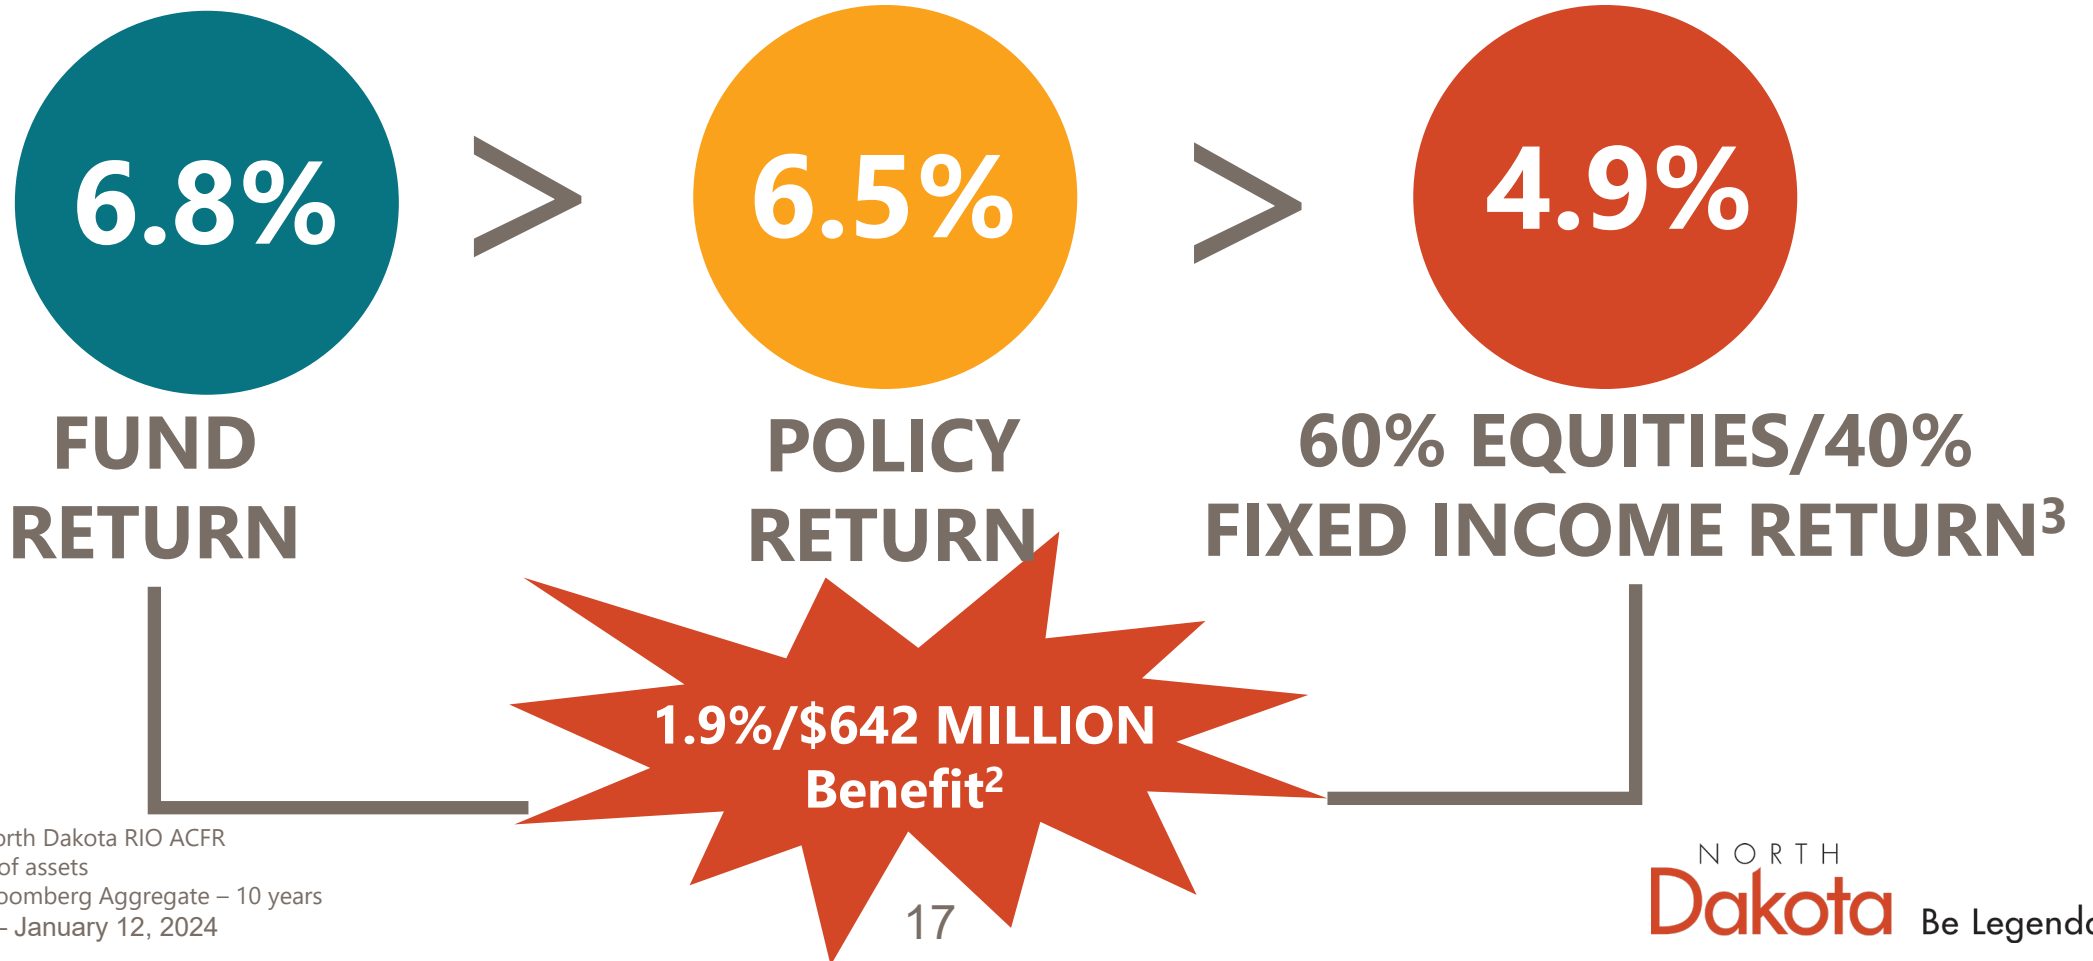 6.8%
>
6.5%
>
4.9%
FUND
RETURN
POLICY
RETURN
60% EQUITIES/40%
FIXED INCOME RETURN³
1.9%/$642 MILLION
Benefit²
orth Dakota RIO ACFR
of assets
oomberg Aggregate – 10 years
– January 12, 2024
17
NORTH
Dakota Be Legenda